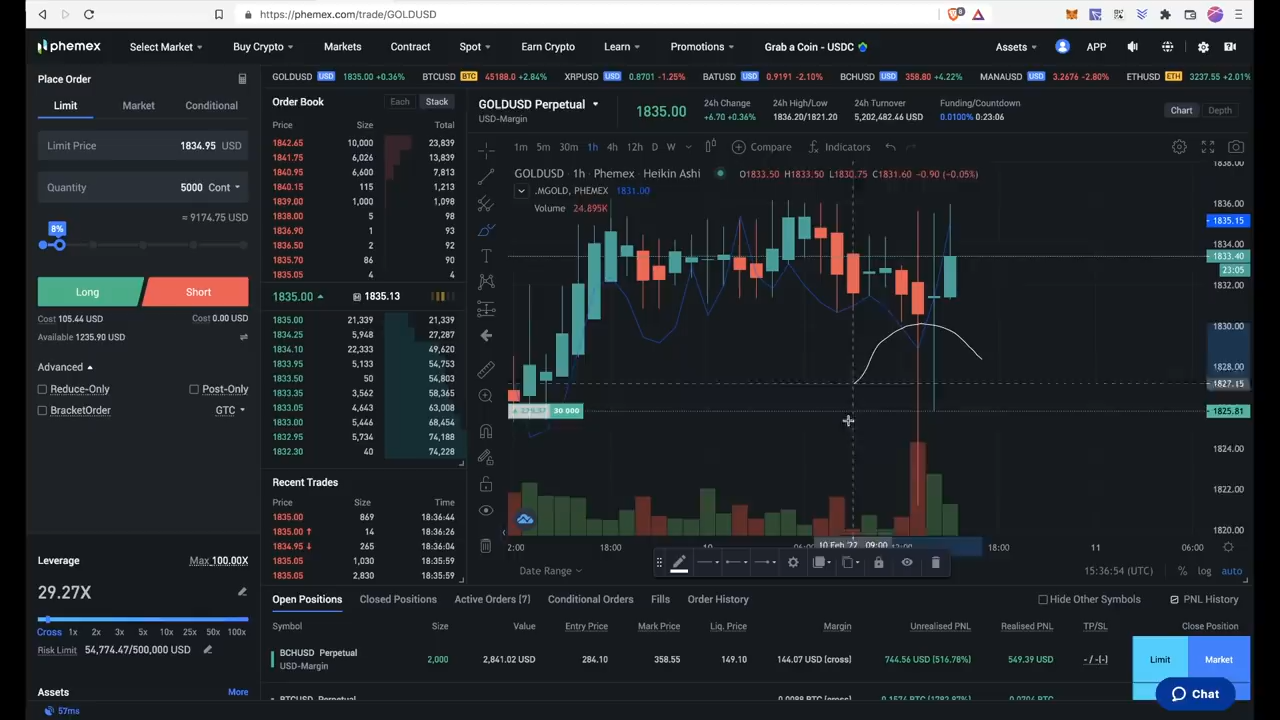 https://phemex.com/trade/GOLDUSD
phemex Select Market Buy Crypto Markets Contract Spot Earn Crypto Learn Promotions Grab a Coin - USDC Assets APP
Place Order
Limit Market Conditional
Limit Price 1834.95 USD
Quantity 5000 Cont
≈ 9174.75 USD
8%
Long Short
Cost 105.44 USD Cost 0.00 USD
Available 1235.90 USD
Advanced
Reduce-Only Post-Only
BracketOrder GTC
Leverage Max 100.00X
29.27X
Cross 1x 2x 3x 5x 10x 25x 50x 100x
Risk Limit 54,774.47/500,000 USD
Assets More
57ms
GOLDUSD USD 1835.00 +0.36% BTCUSD BTC 45188.0 +2.84% XRPUSD USD 0.8701 -1.25% BATUSD USD 0.9191 -2.10% BCHUSD USD 358.80 +4.22% MANAUSD USD 3.2676 -2.80% ETHUSD ETH 3237.55 +2.01%
Order Book Each Stack
Price Size Total
1842.65 10,000 23,839
1841.75 6,026 13,839
1840.95 6,600 7,813
1840.15 115 1,213
1839.00 1,000 1,098
1838.00 5 98
1836.90 1 93
1836.50 2 92
1835.70 86 90
1835.05 4 4
1835.00 1835.13
1835.00 21,339 21,339
1834.25 5,948 27,287
1834.10 22,333 49,620
1833.95 5,133 54,753
1833.50 50 54,803
1833.35 3,562 58,365
1833.05 4,643 63,008
1833.00 5,446 68,454
1832.95 5,734 74,188
1832.30 40 74,228
Recent Trades
Price Size Time
1835.00 869 18:36:44
1835.00 14 18:36:26
1834.95 265 18:36:04
1835.05 1,030 18:35:59
1835.05 2,830 18:35:59
GOLDUSD Perpetual
USD-Margin
1835.00
24h Change
+6.70 +0.36%
24h High/Low
1836.20/1821.20
24h Turnover
5,202,482.46 USD
Funding/Countdown
0.0100% 0:23:06
Chart Depth
1m 5m 30m 1h 4h 12h D W Compare Indicators
GOLDUSD · 1h · Phemex · Heikin Ashi O1833.50 H1833.50 L1830.75 C1831.60 -0.90 (-0.05%)
.MGOLD, PHEMEX 1831.00
Volume 24.895K
1838.00
1836.00
1835.15
1834.00
1833.40
23:05
1832.00
1830.00
1828.00
1827.15
1825.81
1824.00
1822.00
1820.00
30 000
2:00 18:00 10 10 Feb '22 09:00 18:00 11 06:00
Date Range 15:36:54 (UTC) % log auto
Open Positions Closed Positions Active Orders (7) Conditional Orders Fills Order History Hide Other Symbols PNL History
Symbol Size Value Entry Price Mark Price Liq. Price Margin Unrealised PNL Realised PNL TP/SL Close Position
BCHUSD Perpetual
USD-Margin
2,000 2,841.02 USD 284.10 358.55 149.10 144.07 USD (cross) 744.56 USD (516.78%) 549.39 USD - / -[-] Limit Market
Chat